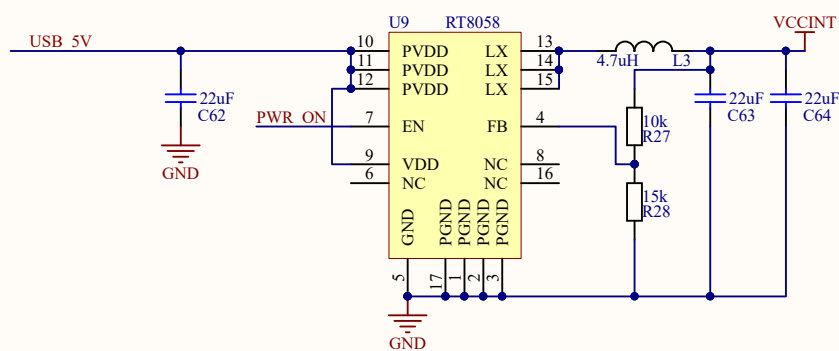 U9 RT8058
VCCINT
USB_5V
10 PVDD LX 13
11 PVDD LX 14
12 PVDD LX 15
4.7uH L3
22uF
C62
GND
PWR_ON
7 EN FB 4
9 VDD NC 8
6 NC NC 16
10k
R27
15k
R28
22uF
C63
22uF
C64
GND PGND PGND PGND PGND
5 17 1 2 3
GND